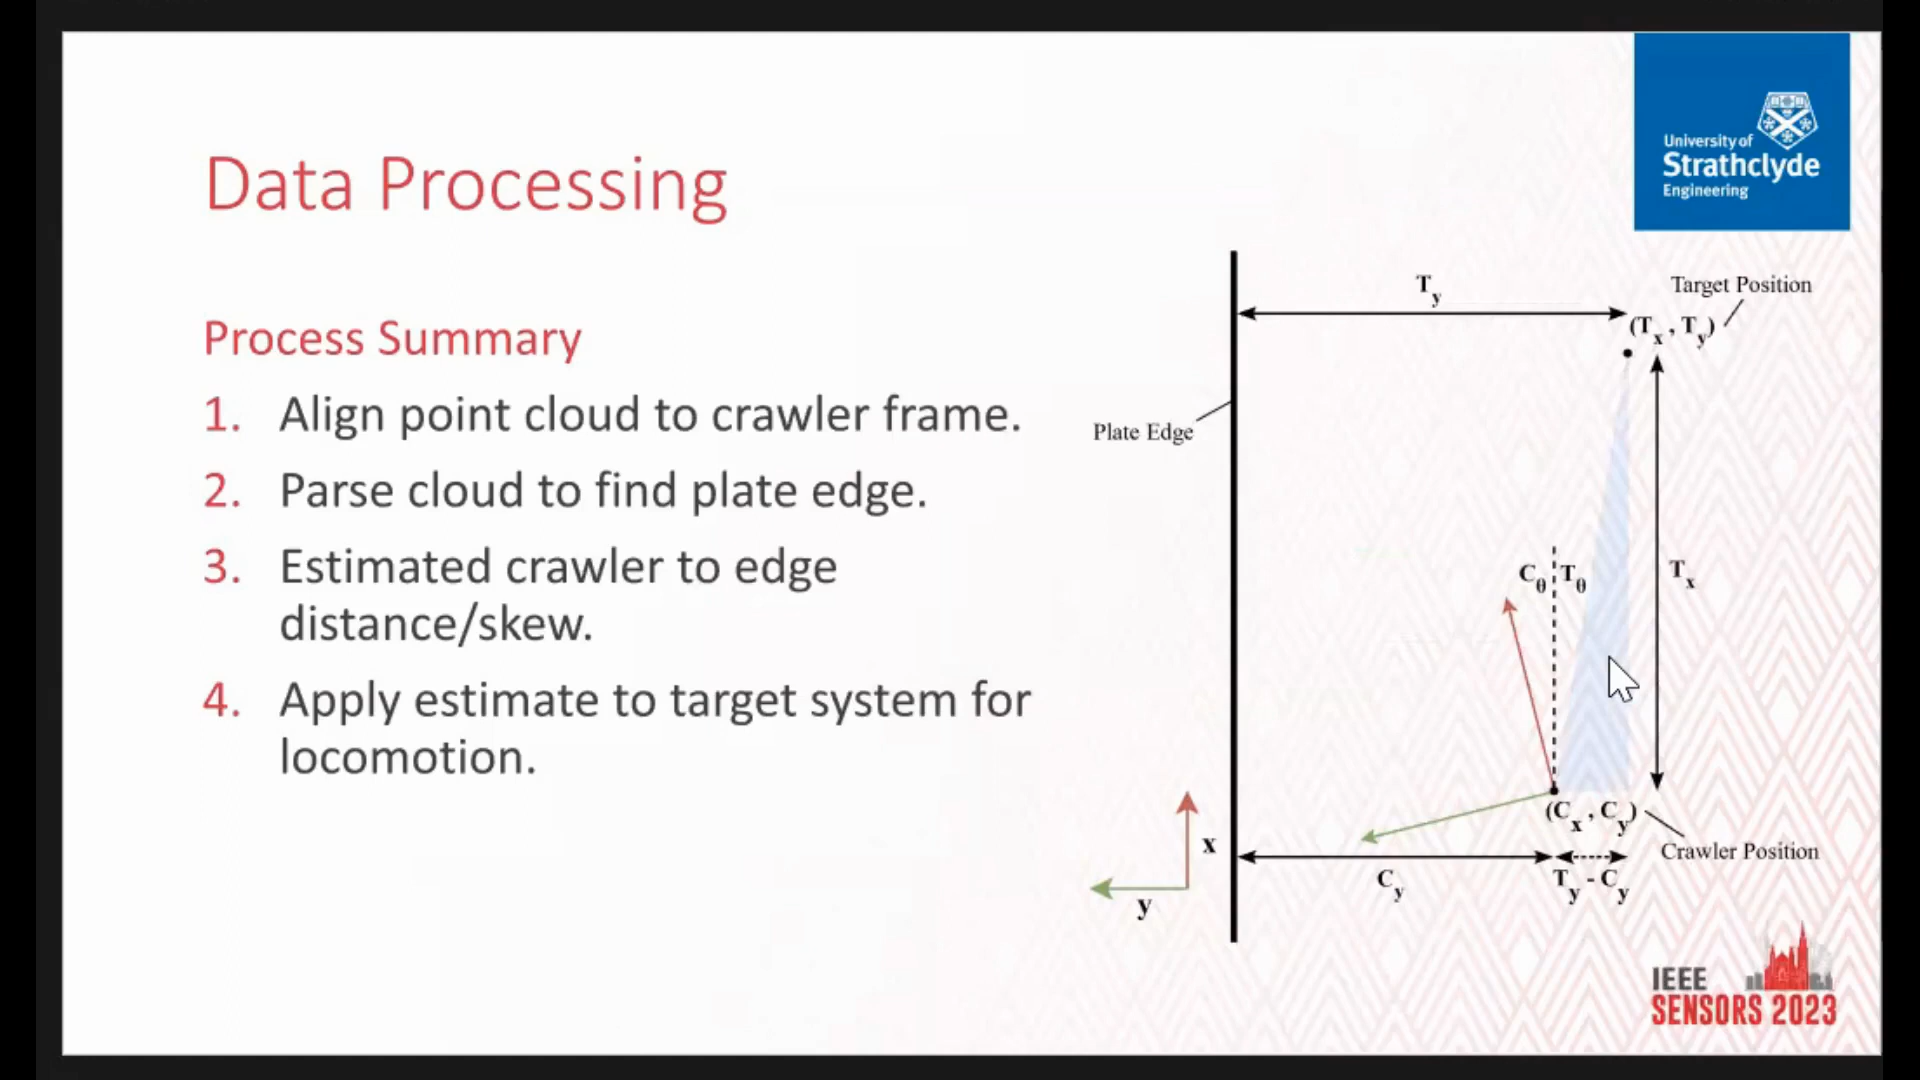 University of
Strathclyde
Engineering
Data Processing
Process Summary
1. Align point cloud to crawler frame.
2. Parse cloud to find plate edge.
3. Estimated crawler to edge
distance/skew.
4. Apply estimate to target system for
locomotion.
T_y
Target Position
(T_x , T_y)
Plate Edge
C_θ T_θ
T_x
(C_x , C_y)
Crawler Position
x
y
C_y
T_y - C_y
IEEE
SENSORS 2023